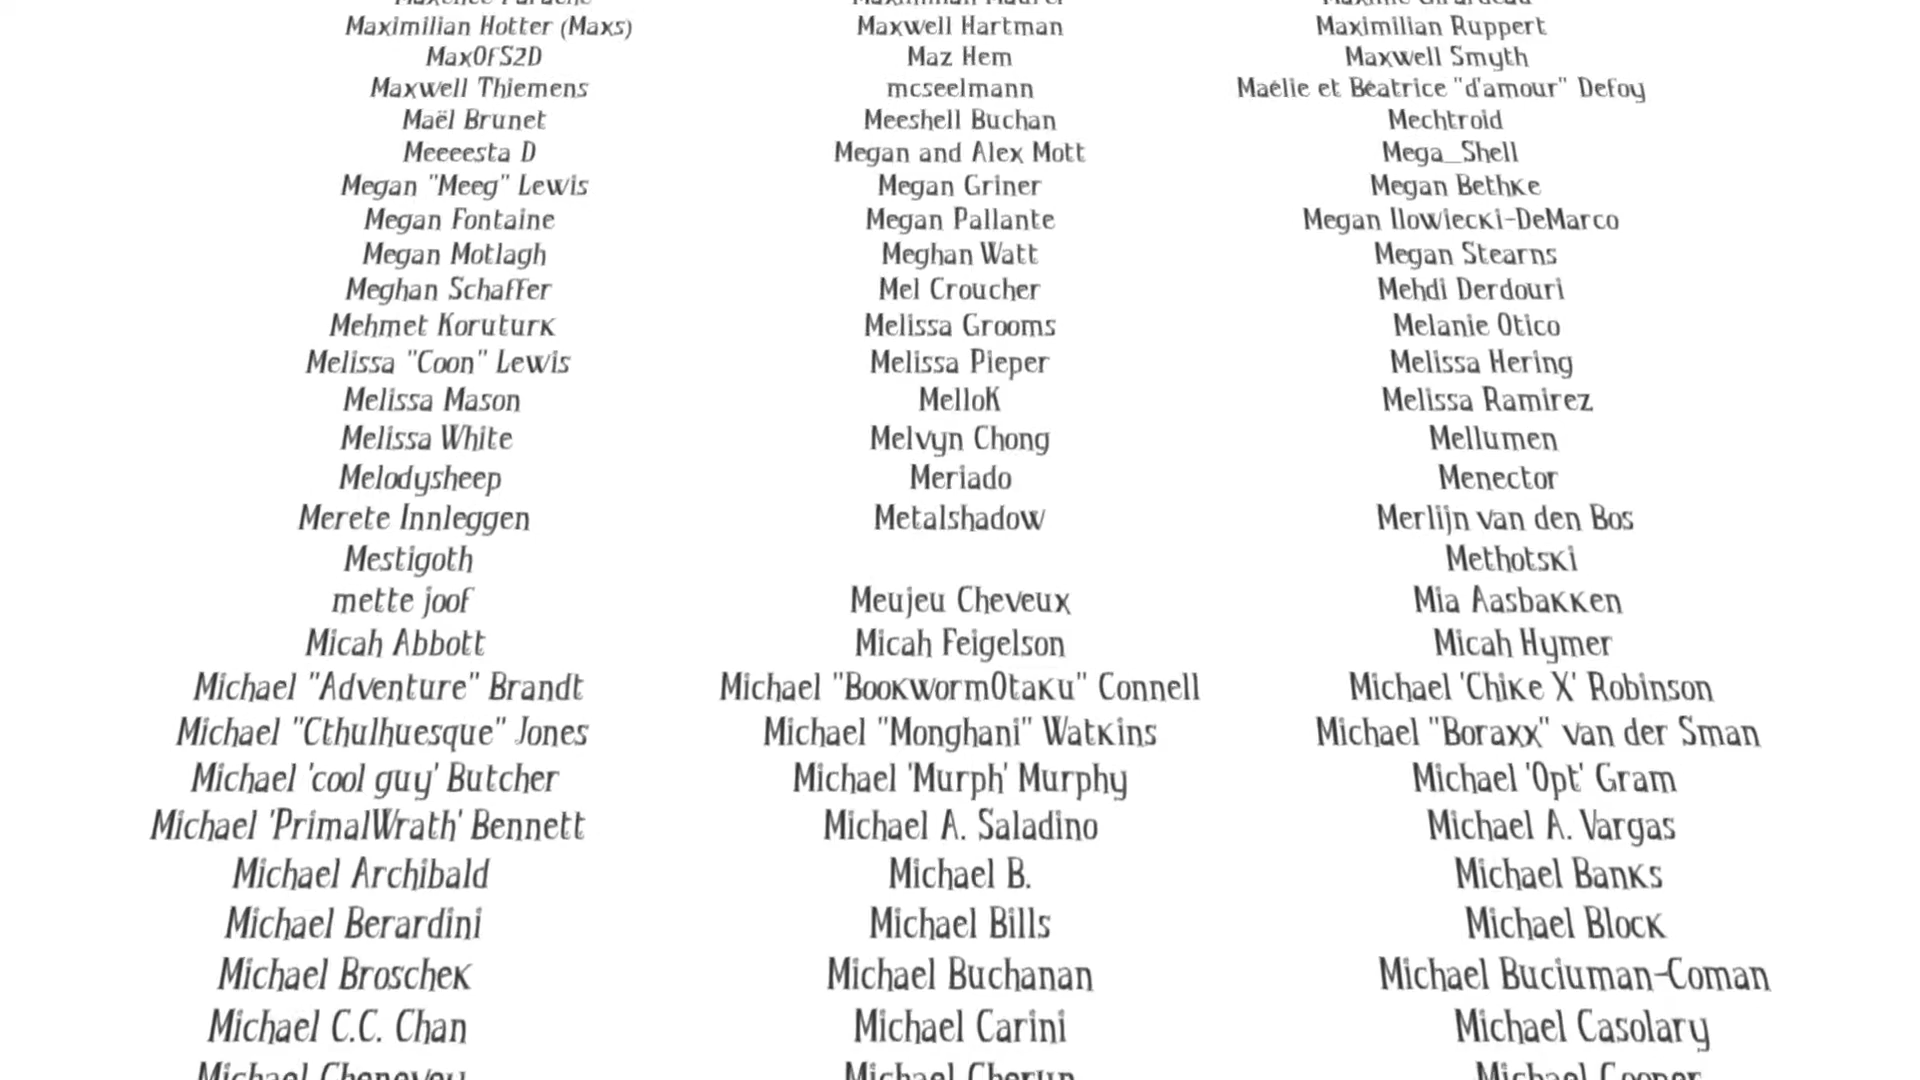 Maximilian Hotter (Maxs) Maxwell Hartman Maximilian Ruppert
MaxOfS2D Maz Hem Maxwell Smyth
Maxwell Thiemens mcseelmann Maélie et Béatrice "d'amour" Defoy
Maël Brunet Meeshell Buchan Mechtroid
Meeeesta D Megan and Alex Mott Mega_Shell
Megan "Meeg" Lewis Megan Griner Megan Bethke
Megan Fontaine Megan Pallante Megan Ilowiecki-DeMarco
Megan Motlagh Meghan Watt Megan Stearns
Meghan Schaffer Mel Croucher Mehdi Derdouri
Mehmet Koruturk Melissa Grooms Melanie Otico
Melissa "Coon" Lewis Melissa Pieper Melissa Hering
Melissa Mason MelloK Melissa Ramirez
Melissa White Melvyn Chong Mellumen
Melodysheep Meriado Menector
Merete Innleggen Metalshadow Merlijn van den Bos
Mestigoth Methotski
mette joof Meujeu Cheveux Mia Aasbakken
Micah Abbott Micah Feigelson Micah Hymer
Michael "Adventure" Brandt Michael "BookwormOtaku" Connell Michael 'Chike X' Robinson
Michael "Cthulhuesque" Jones Michael "Monghani" Watkins Michael "Boraxx" van der Sman
Michael 'cool guy' Butcher Michael 'Murph' Murphy Michael 'Opt' Gram
Michael 'PrimalWrath' Bennett Michael A. Saladino Michael A. Vargas
Michael Archibald Michael B. Michael Banks
Michael Berardini Michael Bills Michael Block
Michael Broschek Michael Buchanan Michael Buciuman-Coman
Michael C.C. Chan Michael Carini Michael Casolary
Michael Michael Michael Cooper